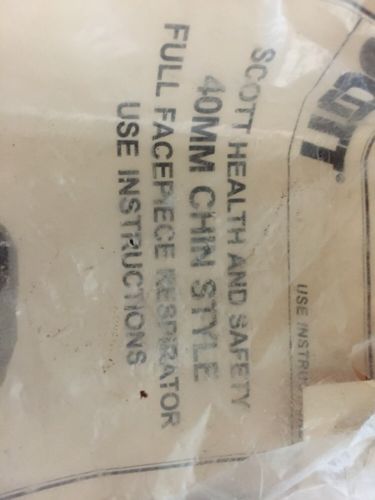 SCOTT HEALTH AND SAFETY
40MM CHIN STYLE
FULL FACEPIECE RESPIRATOR
USE INSTRUCTIONS